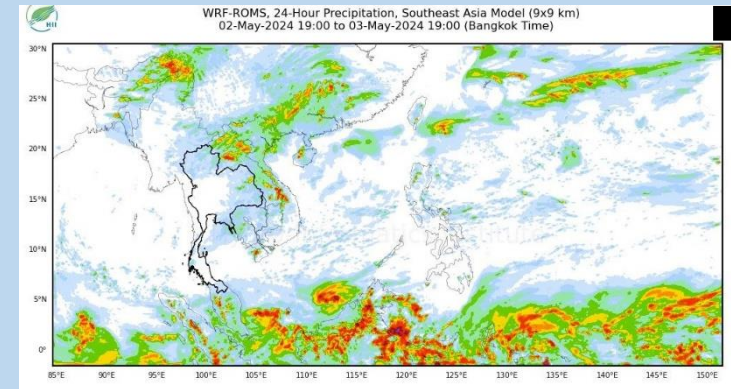 HII
WRF-ROMS, 24-Hour Precipitation, Southeast Asia Model (9x9 km)
02-May-2024 19:00 to 03-May-2024 19:00 (Bangkok Time)
30°N
25°N
20°N
15°N
10°N
5°N
0°
85°E 90°E 95°E 100°E 105°E 110°E 115°E 120°E 125°E 130°E 135°E 140°E 145°E 150°E